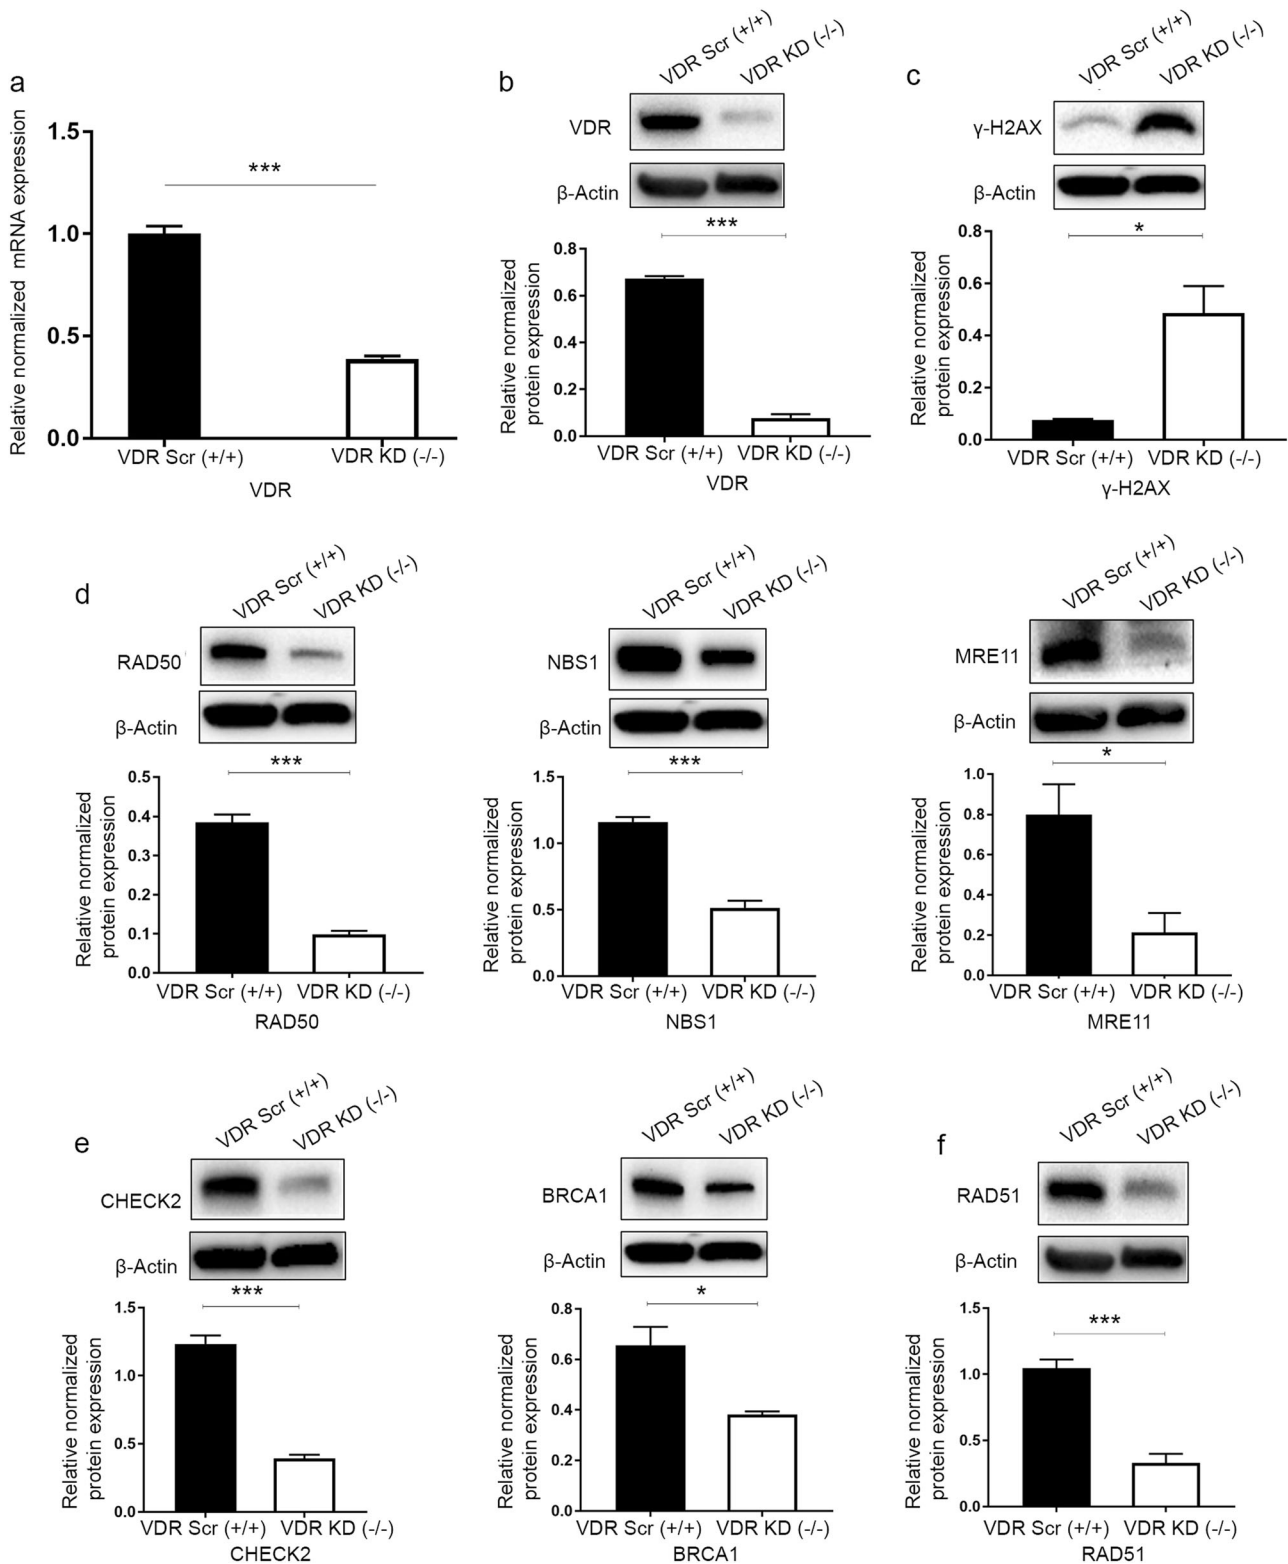 a
Relative normalized mRNA expression
1.5
1.0
0.5
0.0
***
VDR Scr (+/+)
VDR KD (-/-)
VDR
b
VDR Scr (+/+)
VDR KD (-/-)
VDR
β-Actin
***
Relative normalized
protein expression
0.8
0.6
0.4
0.2
0.0
VDR Scr (+/+)
VDR KD (-/-)
VDR
c
VDR Scr (+/+)
VDR KD (-/-)
γ-H2AX
β-Actin
*
Relative normalized
protein expression
0.8
0.6
0.4
0.2
0.0
VDR Scr (+/+)
VDR KD (-/-)
γ-H2AX
d
VDR Scr (+/+)
VDR KD (-/-)
RAD50
β-Actin
***
Relative normalized
protein expression
0.5
0.4
0.3
0.2
0.1
0.0
VDR Scr (+/+)
VDR KD (-/-)
RAD50
VDR Scr (+/+)
VDR KD (-/-)
NBS1
β-Actin
***
Relative normalized
protein expression
1.5
1.0
0.5
0.0
VDR Scr (+/+)
VDR KD (-/-)
NBS1
VDR Scr (+/+)
VDR KD (-/-)
MRE11
β-Actin
*
Relative normalized
protein expression
1.0
0.8
0.6
0.4
0.2
0.0
VDR Scr (+/+)
VDR KD (-/-)
MRE11
e
VDR Scr (+/+)
VDR KD (-/-)
CHECK2
β-Actin
***
Relative normalized
protein expression
1.5
1.0
0.5
0.0
VDR Scr (+/+)
VDR KD (-/-)
CHECK2
VDR Scr (+/+)
VDR KD (-/-)
BRCA1
β-Actin
*
Relative normalized
protein expression
0.8
0.6
0.4
0.2
0.0
VDR Scr (+/+)
VDR KD (-/-)
BRCA1
f
VDR Scr (+/+)
VDR KD (-/-)
RAD51
β-Actin
***
Relative normalized
protein expression
1.5
1.0
0.5
0.0
VDR Scr (+/+)
VDR KD (-/-)
RAD51